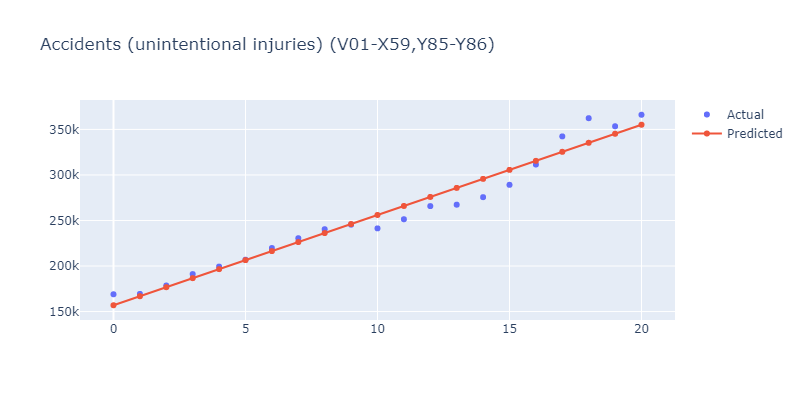 Accidents (unintentional injuries) (V01-X59,Y85-Y86)
Actual
Predicted
350k
300k
250k
200k
150k
0 5 10 15 20